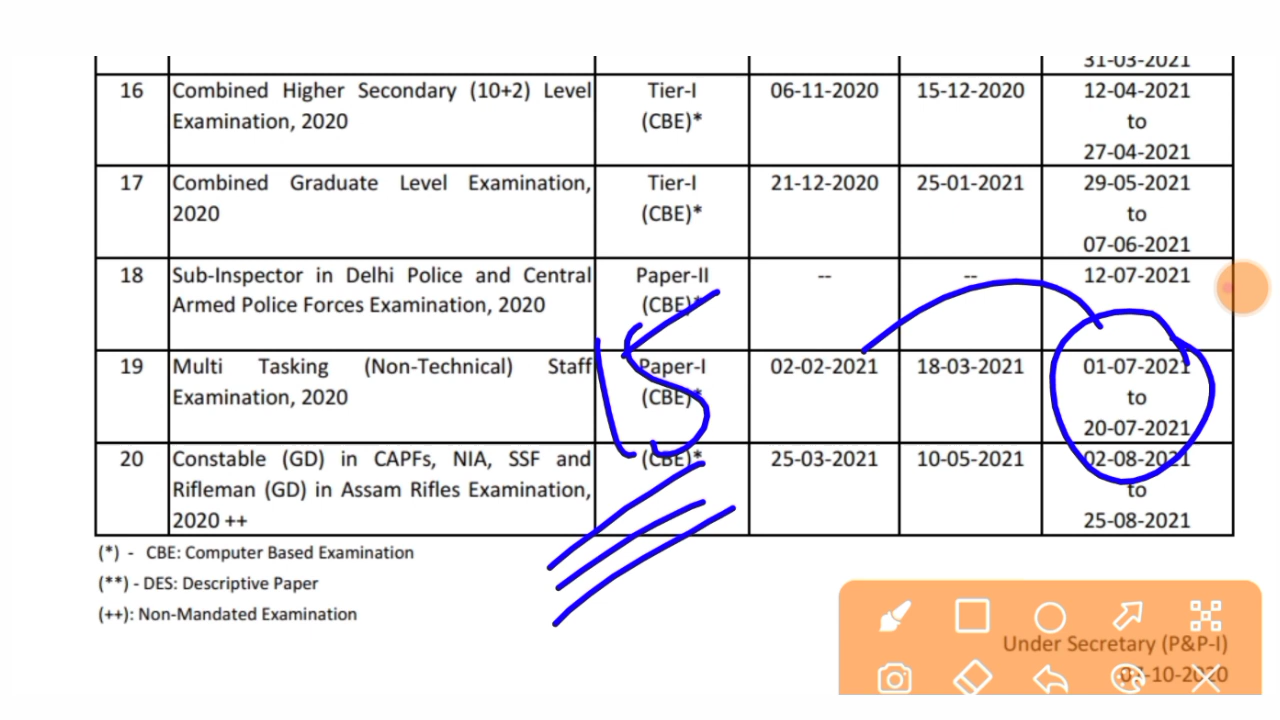 31-03-2021
16 Combined Higher Secondary (10+2) Level Tier-I 06-11-2020 15-12-2020 12-04-2021
Examination, 2020 (CBE)* to
27-04-2021
17 Combined Graduate Level Examination, Tier-I 21-12-2020 25-01-2021 29-05-2021
2020 (CBE)* to
07-06-2021
18 Sub-Inspector in Delhi Police and Central Paper-II -- -- 12-07-2021
Armed Police Forces Examination, 2020 (CBE)*
19 Multi Tasking (Non-Technical) Staff Paper-I 02-02-2021 18-03-2021 01-07-2021
Examination, 2020 (CBE)* to
20-07-2021
20 Constable (GD) in CAPFs, NIA, SSF and (CBE)* 25-03-2021 10-05-2021 02-08-2021
Rifleman (GD) in Assam Rifles Examination, to
2020 ++ 25-08-2021
(*) - CBE: Computer Based Examination
(**) - DES: Descriptive Paper
(++): Non-Mandated Examination
15
Under Secretary (P&P-I)
-10-2020